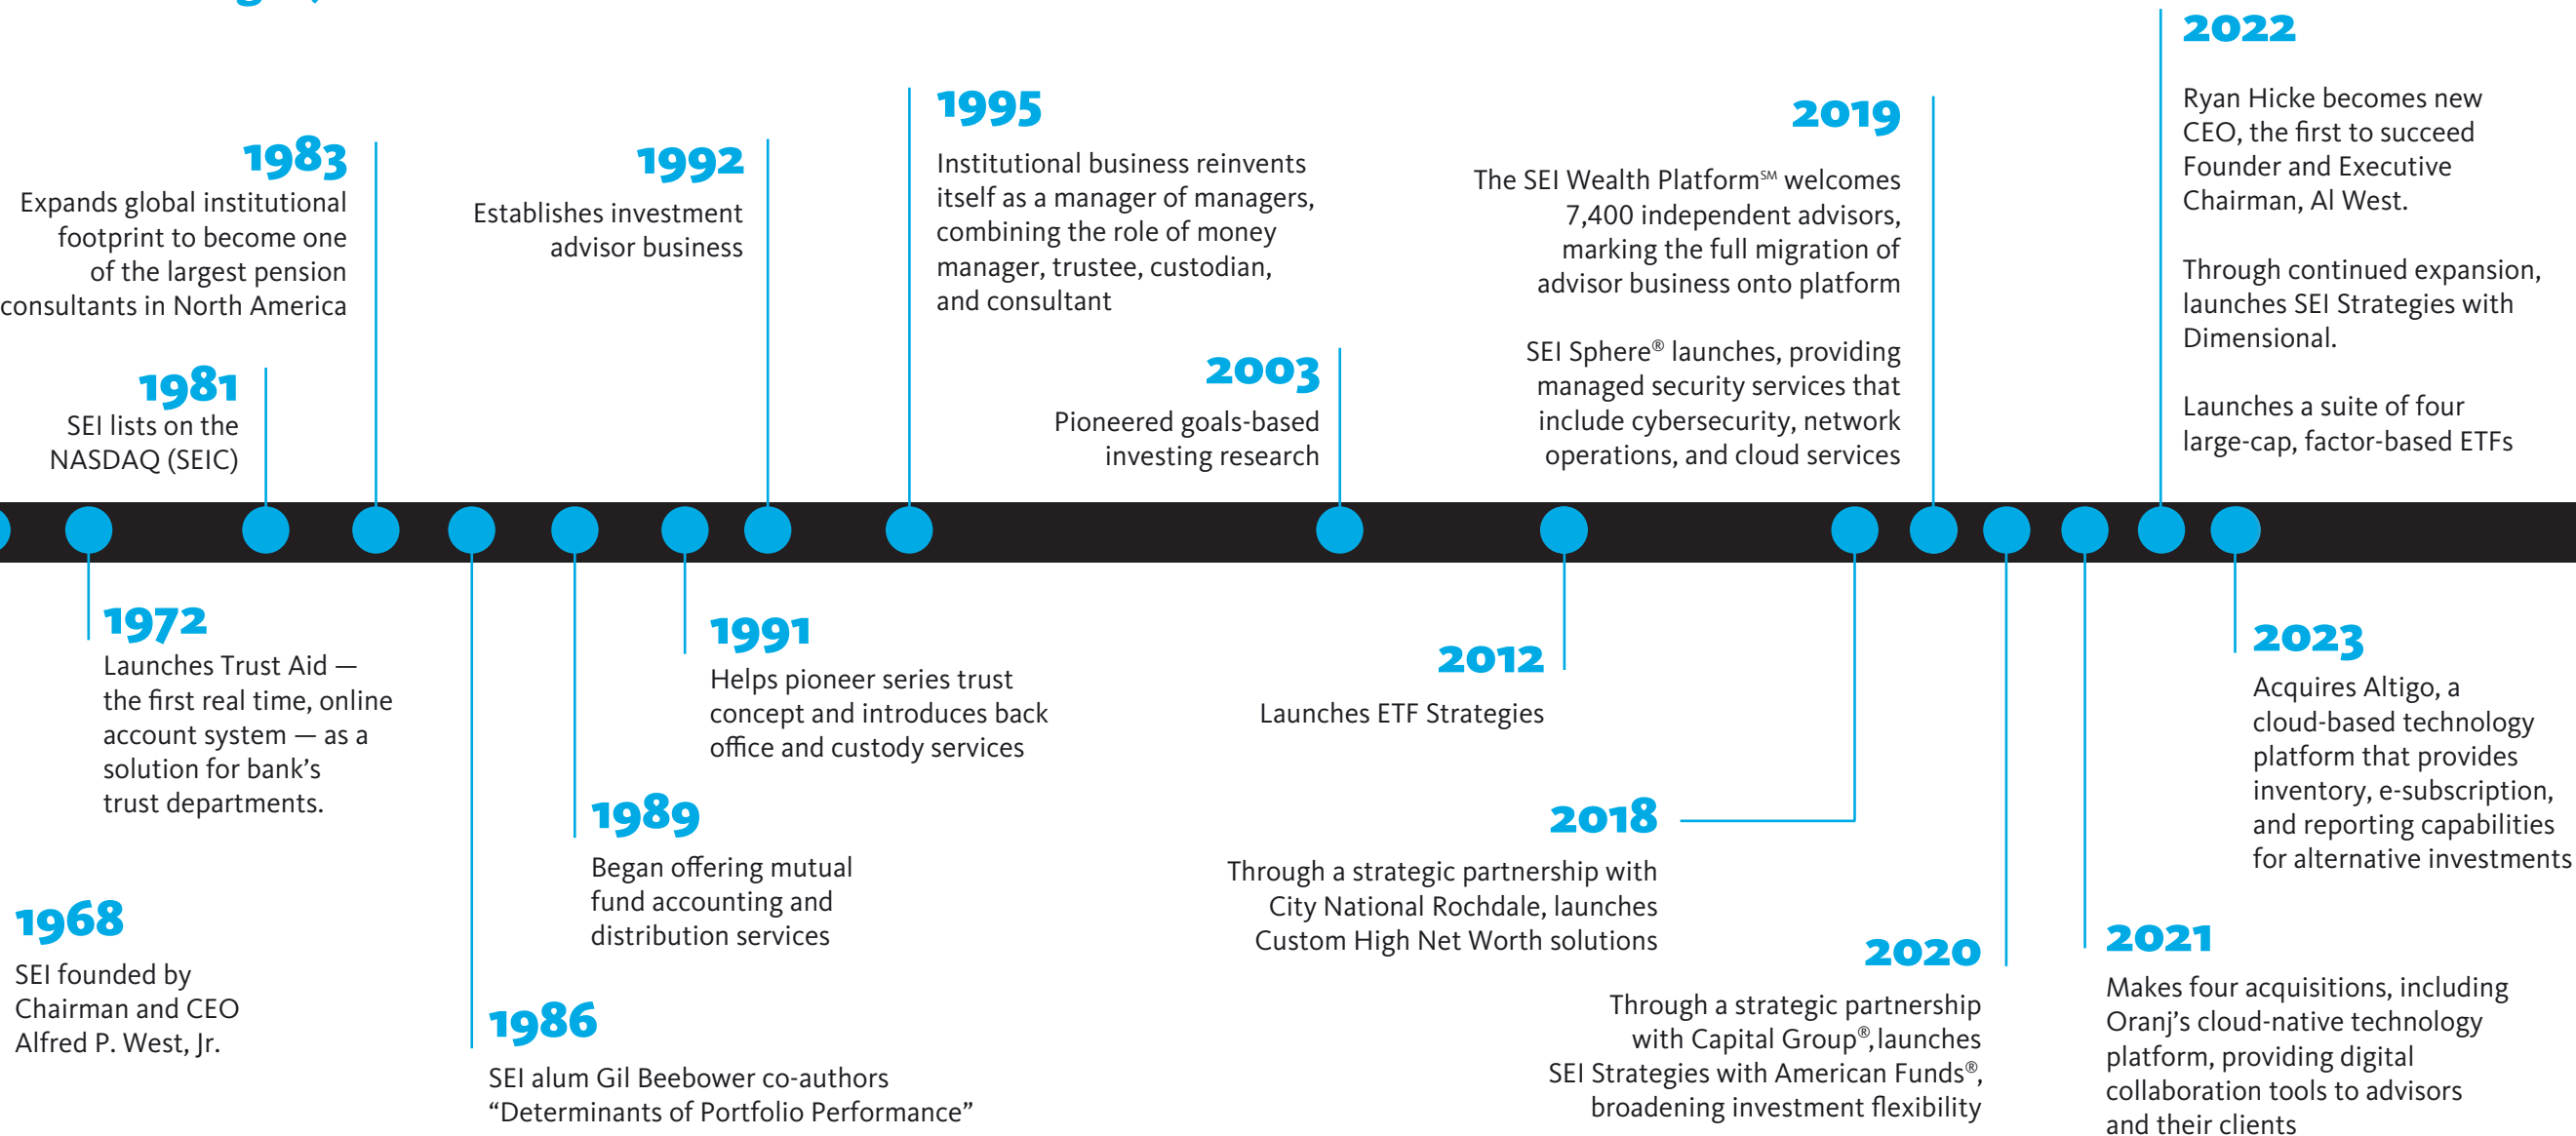 1968
SEI founded by
Chairman and CEO
Alfred P. West, Jr.
1972
Launches Trust Aid —
the first real time, online
account system — as a
solution for bank’s
trust departments.
1981
SEI lists on the
NASDAQ (SEIC)
1983
Expands global institutional
footprint to become one
of the largest pension
consultants in North America
1986
SEI alum Gil Beebower co-authors
“Determinants of Portfolio Performance”
1989
Began offering mutual
fund accounting and
distribution services
1991
Helps pioneer series trust
concept and introduces back
office and custody services
1992
Establishes investment
advisor business
1995
Institutional business reinvents
itself as a manager of managers,
combining the role of money
manager, trustee, custodian,
and consultant
2003
Pioneered goals-based
investing research
2012
Launches ETF Strategies
2018
Through a strategic partnership with
City National Rochdale, launches
Custom High Net Worth solutions
2019
The SEI Wealth Platform℠ welcomes
7,400 independent advisors,
marking the full migration of
advisor business onto platform
SEI Sphere® launches, providing
managed security services that
include cybersecurity, network
operations, and cloud services
2020
Through a strategic partnership
with Capital Group®, launches
SEI Strategies with American Funds®,
broadening investment flexibility
2021
Makes four acquisitions, including
Oranj’s cloud-native technology
platform, providing digital
collaboration tools to advisors
and their clients
2022
Ryan Hicke becomes new
CEO, the first to succeed
Founder and Executive
Chairman, Al West.
Through continued expansion,
launches SEI Strategies with
Dimensional.
Launches a suite of four
large-cap, factor-based ETFs
2023
Acquires Altigo, a
cloud-based technology
platform that provides
inventory, e-subscription,
and reporting capabilities
for alternative investments